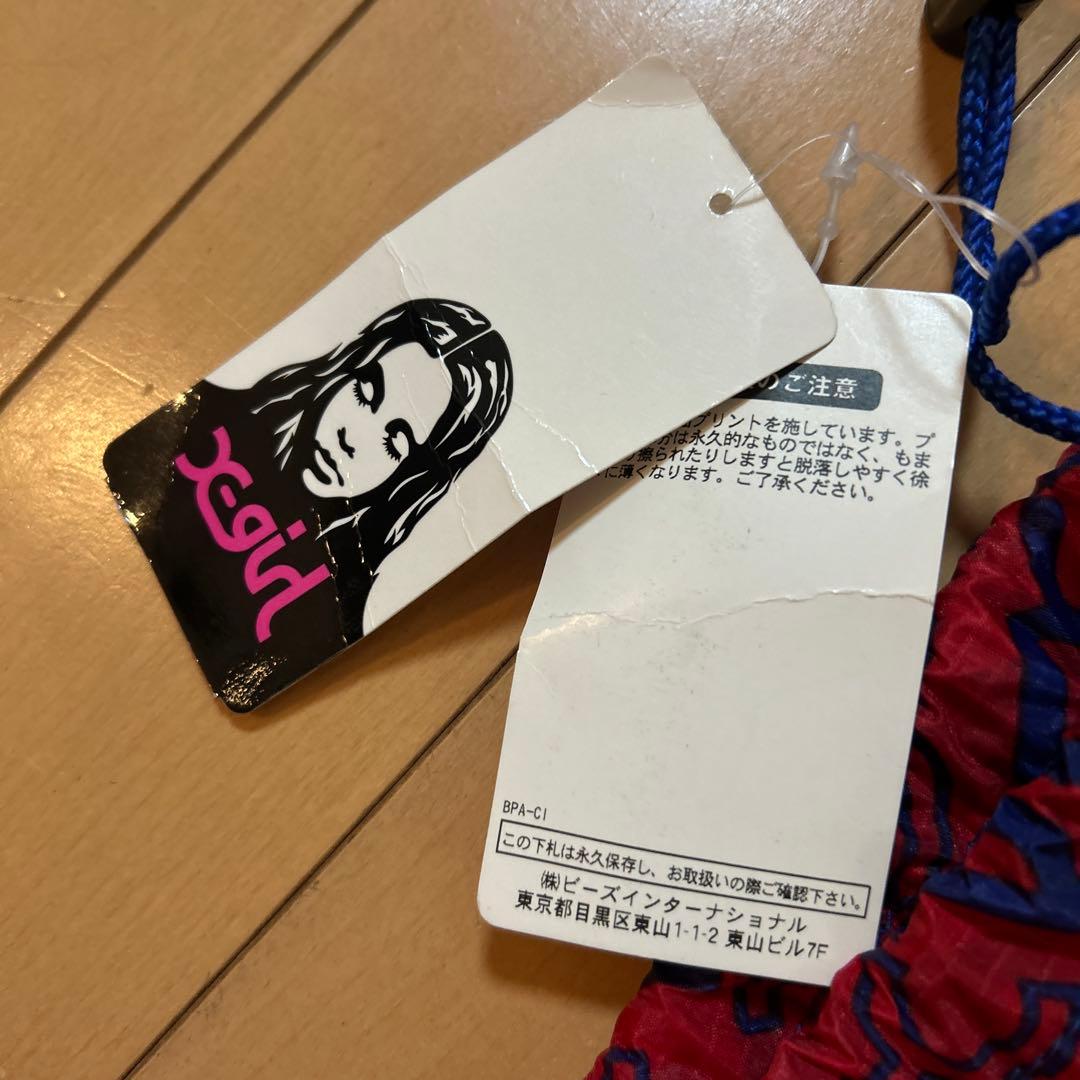 X-girl
のご注意
プリントを施しています。プ
は永久的なものではなく、もま
擦られたりしますと脱落しやすく徐
に薄くなります。ご了承ください。
BPA-CI
この下札は永久保存し、お取扱いの際ご確認下さい。
㈱ビーズインターナショナル
東京都目黒区東山1-1-2 東山ビル7F